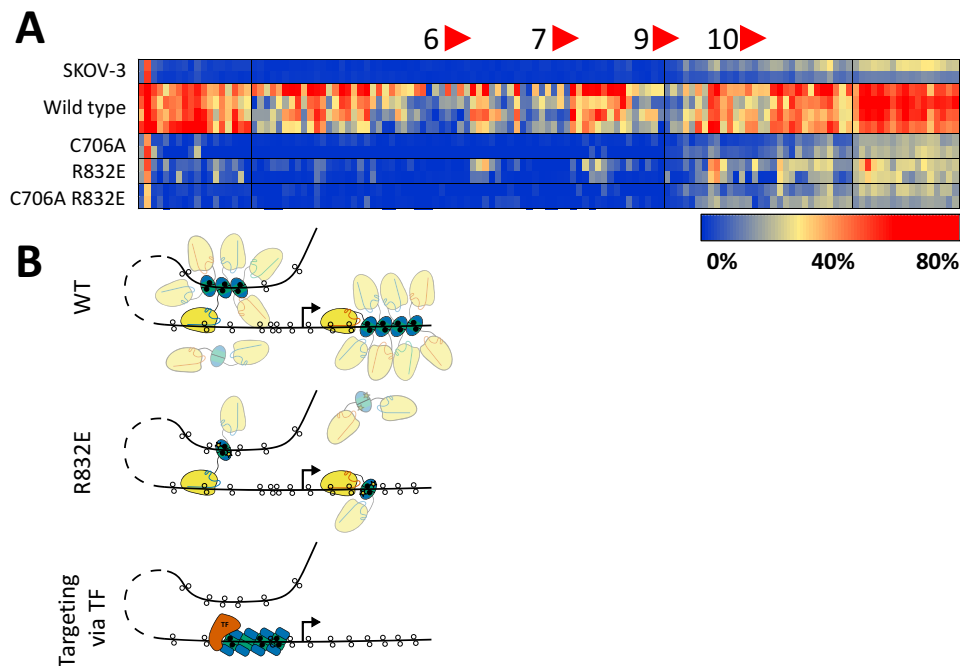 A
6
7
9
10
SKOV-3
Wild type
C706A
R832E
C706A R832E
0%
40%
80%
B
WT
R832E
Targeting
via TF
TF